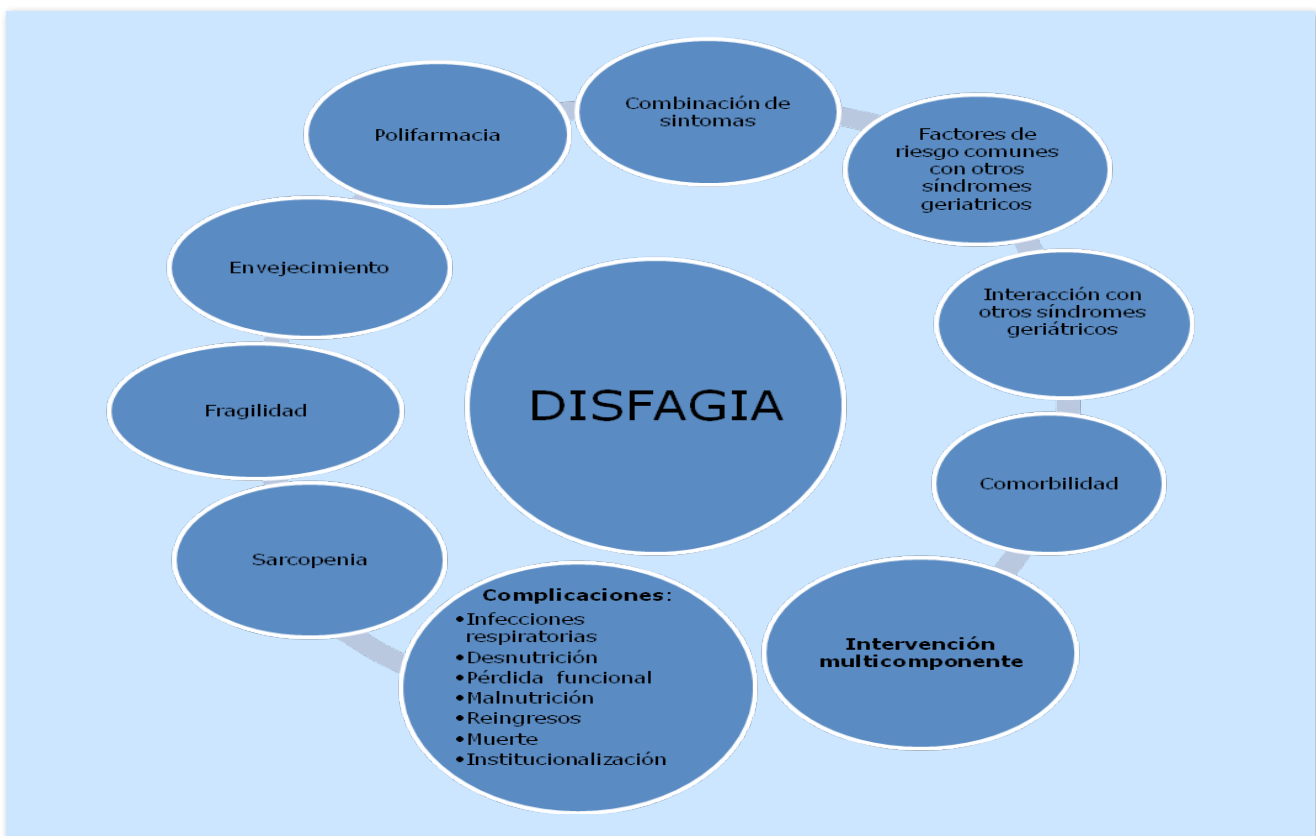 Combinación de
sintomas
Factores de
riesgo comunes
con otros
síndromes
geriatricos
Interacción con
otros síndromes
geriátricos
Comorbilidad
Intervención
multicomponente
Complicaciones:
•Infecciones
respiratorias
•Desnutrición
•Pérdida funcional
•Malnutrición
•Reingresos
•Muerte
•Institucionalización
Sarcopenia
Fragilidad
Envejecimiento
Polifarmacia
DISFAGIA